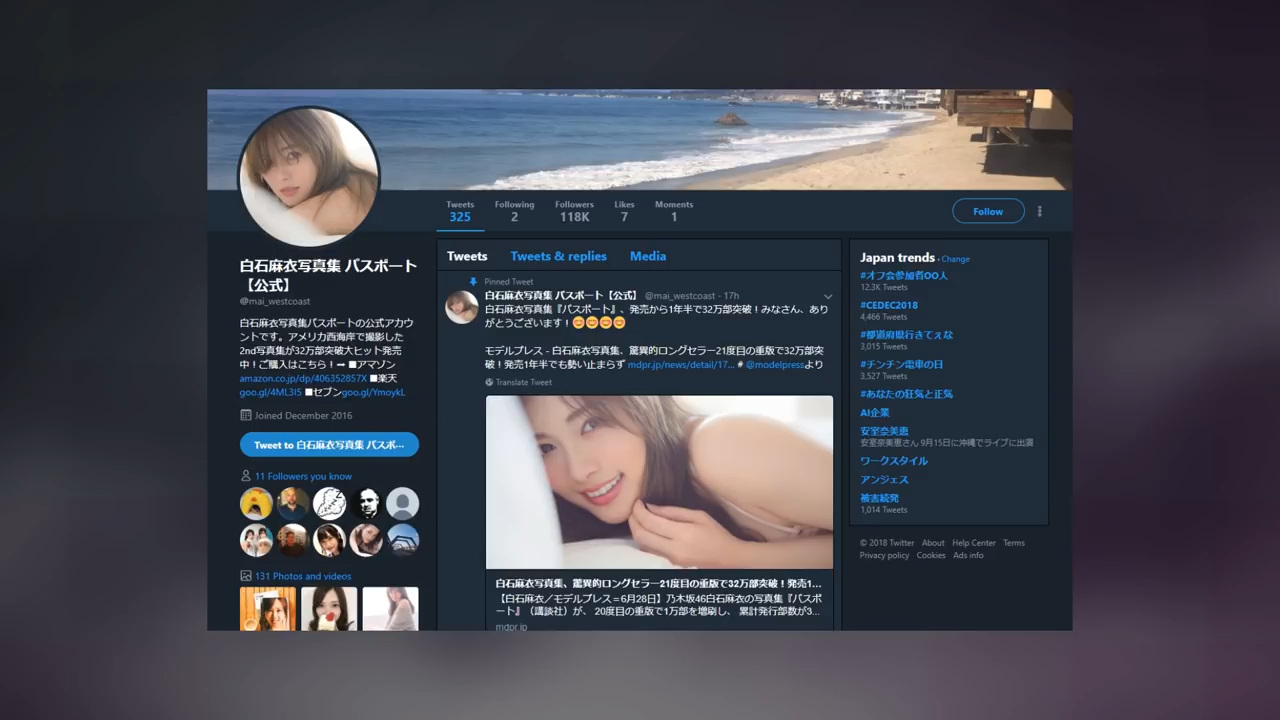 Tweets
325
Following
2
Followers
118K
Likes
7
Moments
1
Follow
白石麻衣写真集 パスポート
【公式】
@mai_westcoast
白石麻衣写真集パスポートの公式アカウ
ントです。アメリカ西海岸で撮影した
2nd写真集が32万部突破大ヒット発売
中！ご購入はこちら！➡ ■アマゾン
amazon.co.jp/dp/406352857X ■楽天
goo.gl/4ML3I5 ■セブンgoo.gl/YmoykL
Joined December 2016
Tweet to 白石麻衣写真集 パスポ...
11 Followers you know
131 Photos and videos
Tweets
Tweets & replies
Media
Pinned Tweet
白石麻衣写真集 パスポート【公式】 @mai_westcoast · 17h
白石麻衣写真集『パスポート』、発売から1年半で32万部突破！みなさん、あり
がとうございます！😊😊😊😊
モデルプレス - 白石麻衣写真集、驚異的ロングセラー21度目の重版で32万部突
破！発売1年半でも勢い止まらず mdpr.jp/news/detail/17... # @modelpressより
Translate Tweet
白石麻衣写真集、驚異的ロングセラー21度目の重版で32万部突破！発売1...
【白石麻衣／モデルプレス＝6月28日】乃木坂46白石麻衣の写真集『パスポ
ート』（講談社）が、 20度目の重版で1万部を増刷し、 累計発行部数が3...
mdpr.jp
Japan trends · Change
#オフ会参加者〇〇人
12.3K Tweets
#CEDEC2018
4,466 Tweets
#都道府県行きてぇな
3,015 Tweets
#チンチン電車の日
3,527 Tweets
#あなたの狂気と正気
AI企業
安室奈美恵
安室奈美恵さん 9月15日に沖縄でライブに出演
ワークスタイル
アンジェス
被害続発
1,014 Tweets
© 2018 Twitter About Help Center Terms
Privacy policy Cookies Ads info